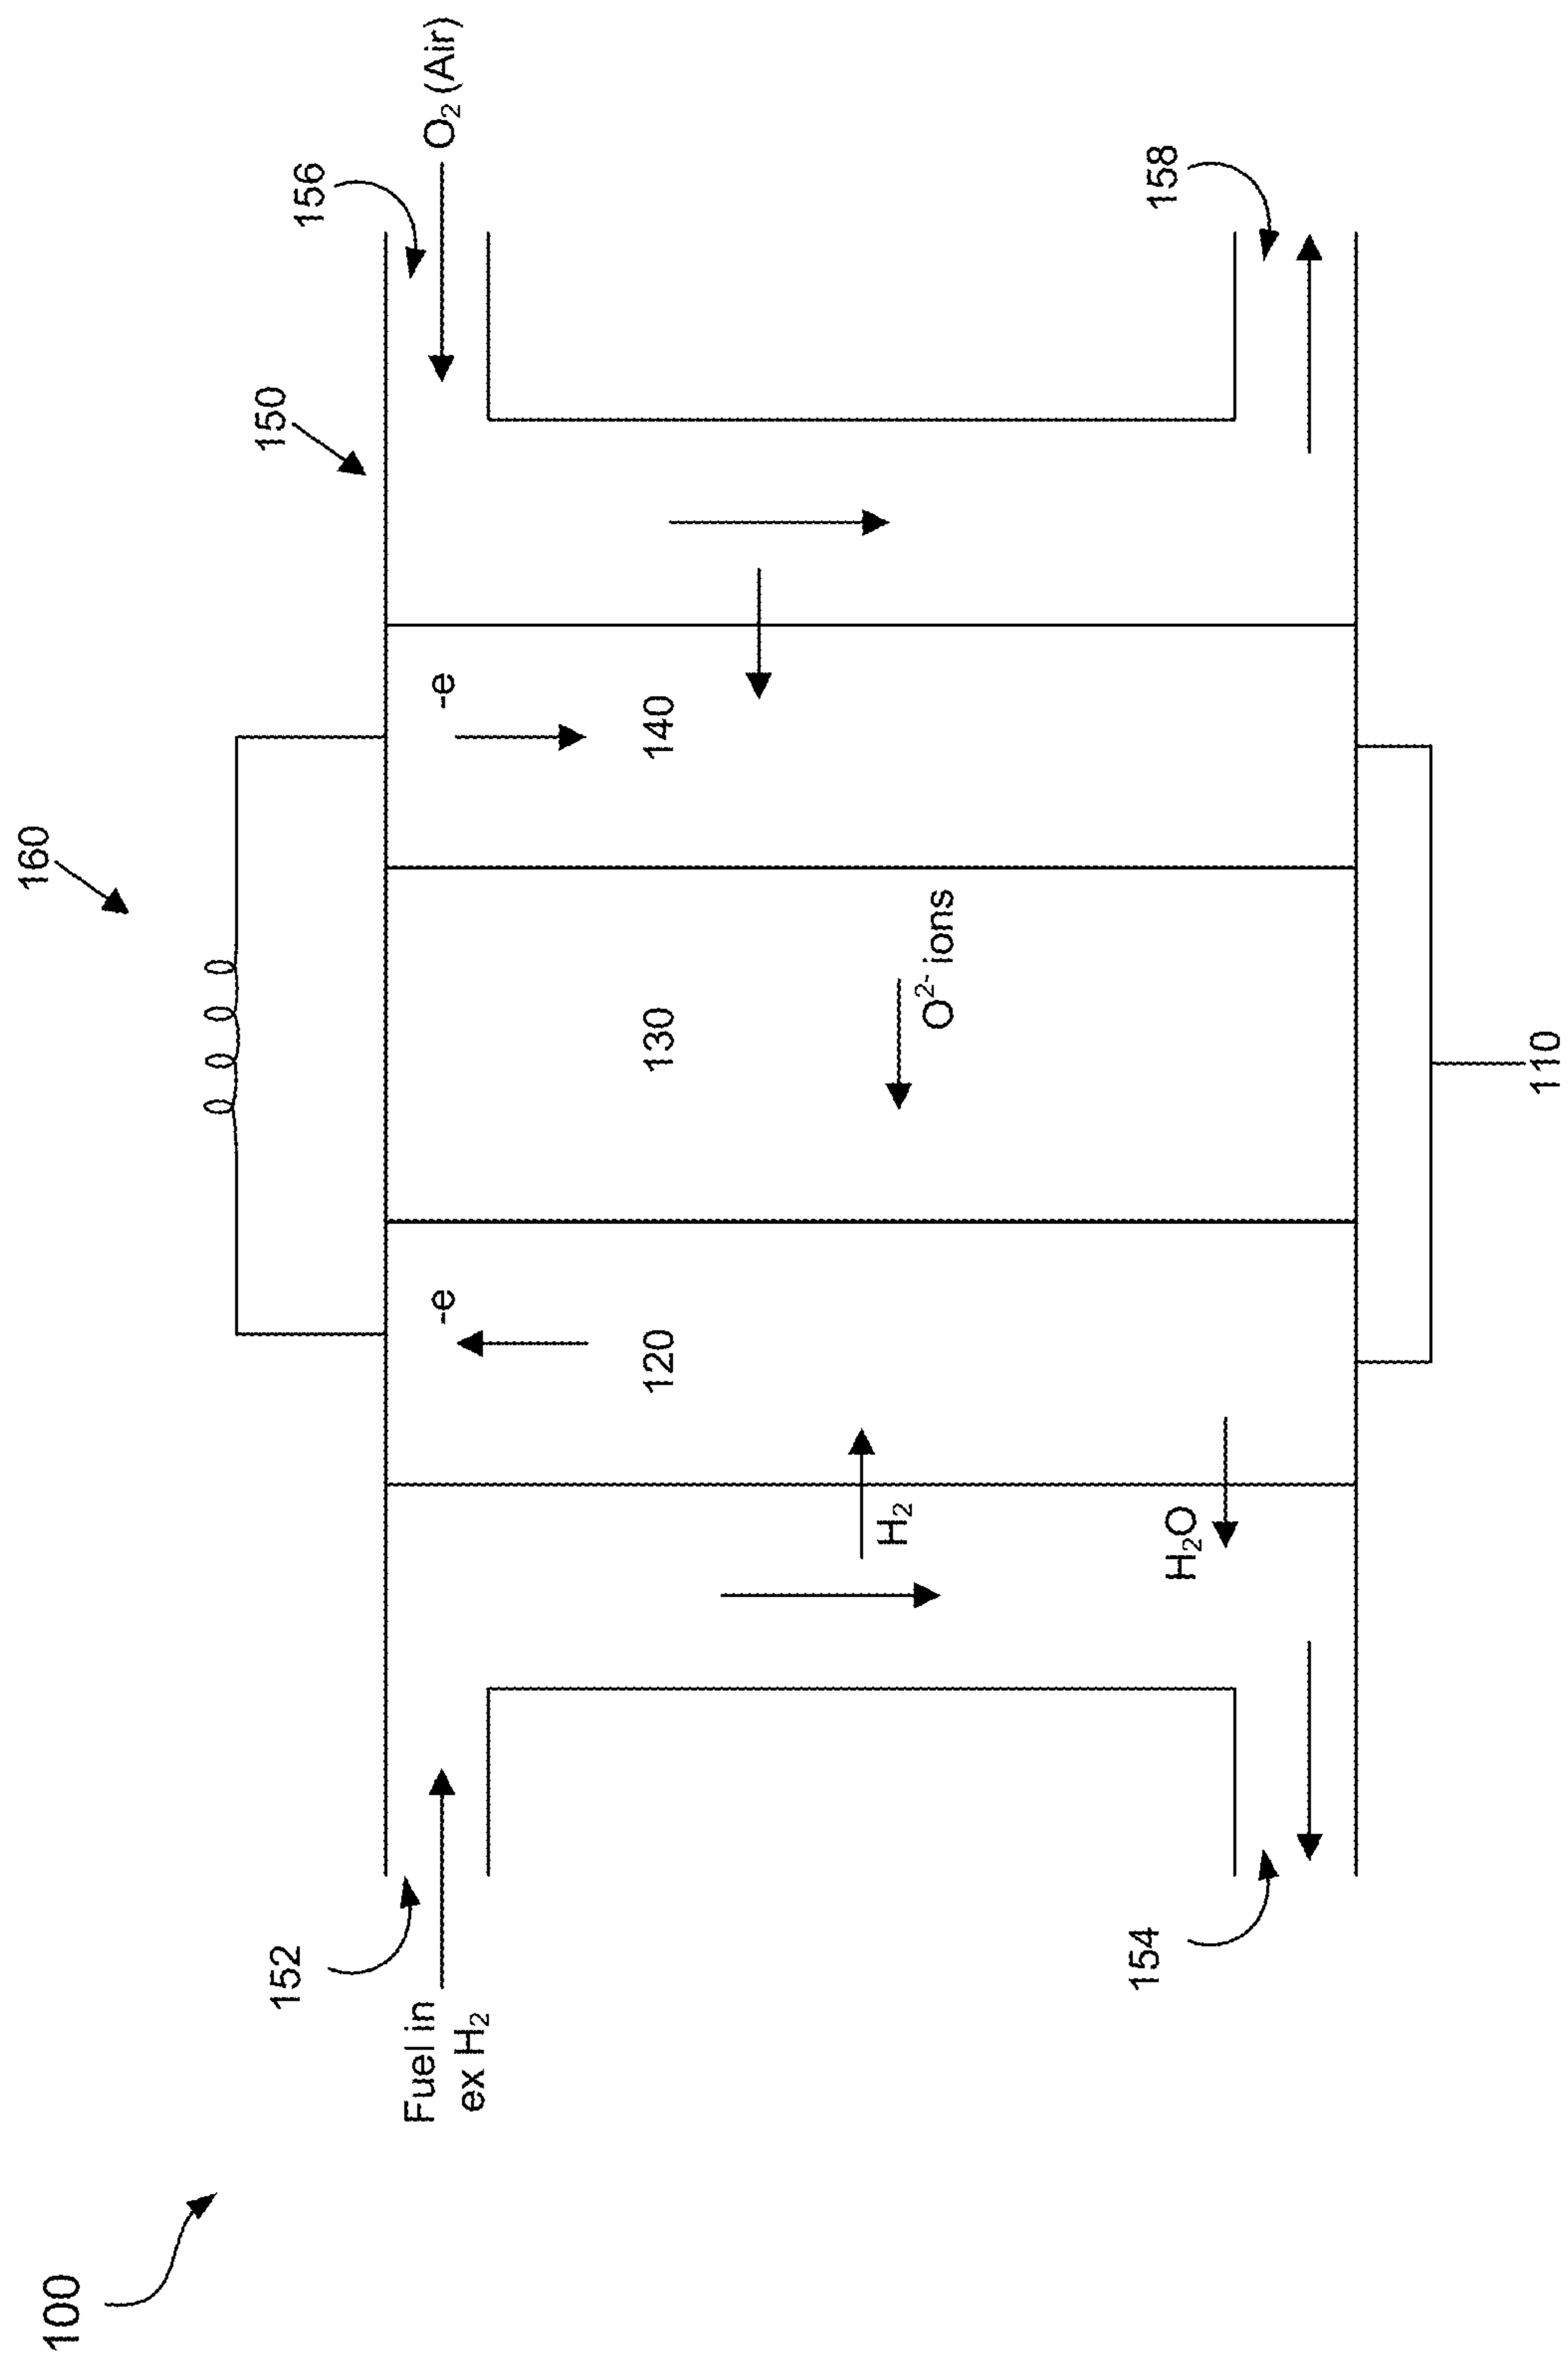 100
160
150
156
O₂ (Air)
152
Fuel in
ex H₂
-e
-e
120
130
140
H₂
O²⁻ ions
H₂O
154
158
110